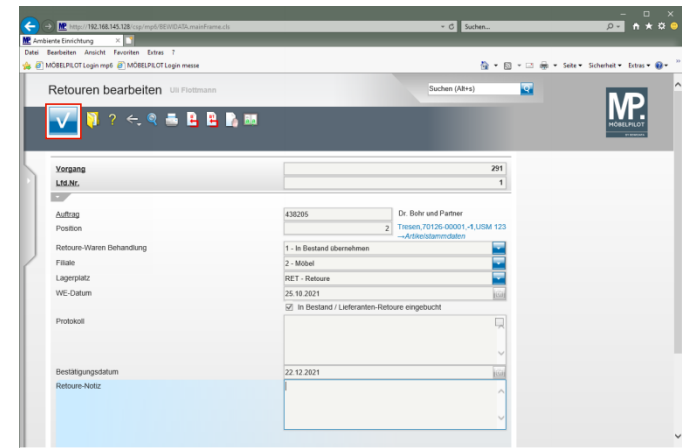 http://192.168.145.128/csp/mp6/BEWIDATA.mainFrame.cls
Suchen...
Ambiente Einrichtung
Datei Bearbeiten Ansicht Favoriten Extras ?
MÖBELPILOT Login mp6 MÖBELPILOT Login messe
Seite Sicherheit Extras
Retouren bearbeiten Uli Flottmann
Suchen (Alt+s)
MP.
MÖBELPILOT
Vorgang 291
Lfd.Nr. 1
Auftrag 438205 Dr. Bohr und Partner
Position 2 Tresen,70126-00001,-1,USM 123
→Artikelstammdaten
Retoure-Waren Behandlung 1 - In Bestand übernehmen
Filiale 2 - Möbel
Lagerplatz RET - Retoure
WE-Datum 25.10.2021
In Bestand / Lieferanten-Retoure eingebucht
Protokoll
Bestätigungsdatum 22.12.2021
Retoure-Notiz